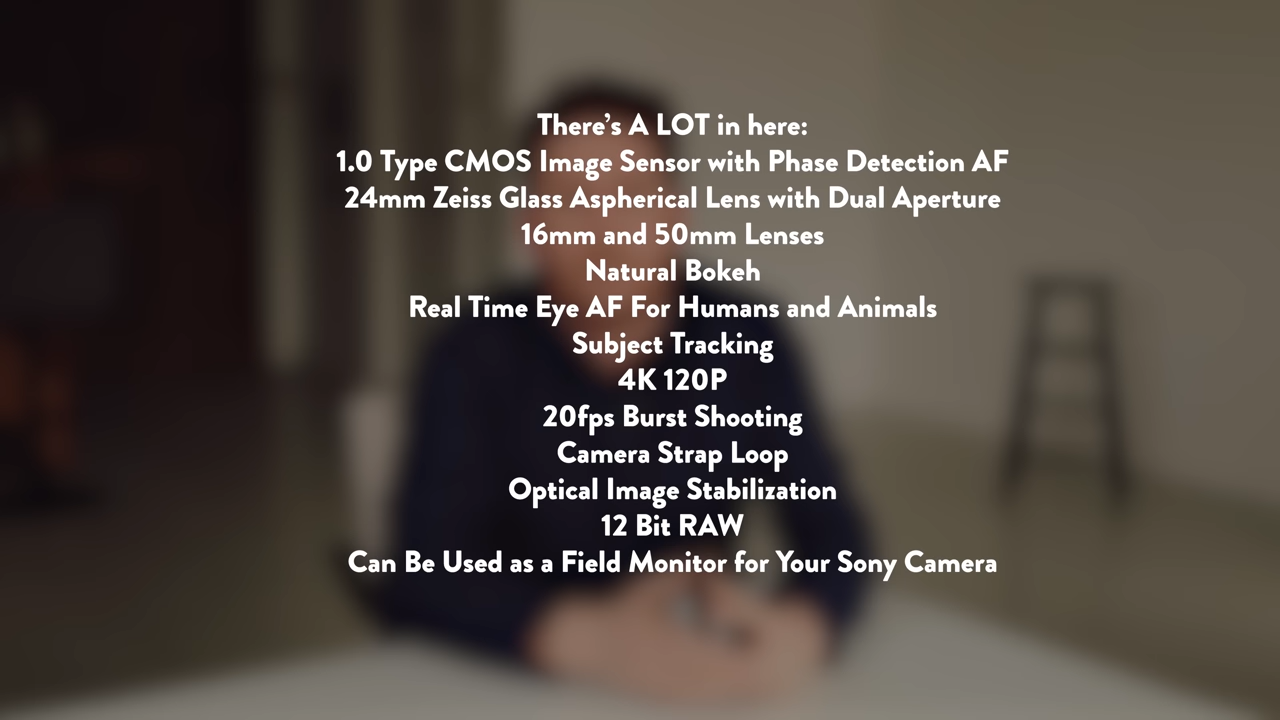 There's A LOT in here:
1.0 Type CMOS Image Sensor with Phase Detection AF
24mm Zeiss Glass Aspherical Lens with Dual Aperture
16mm and 50mm Lenses
Natural Bokeh
Real Time Eye AF For Humans and Animals
Subject Tracking
4K 120P
20fps Burst Shooting
Camera Strap Loop
Optical Image Stabilization
12 Bit RAW
Can Be Used as a Field Monitor for Your Sony Camera